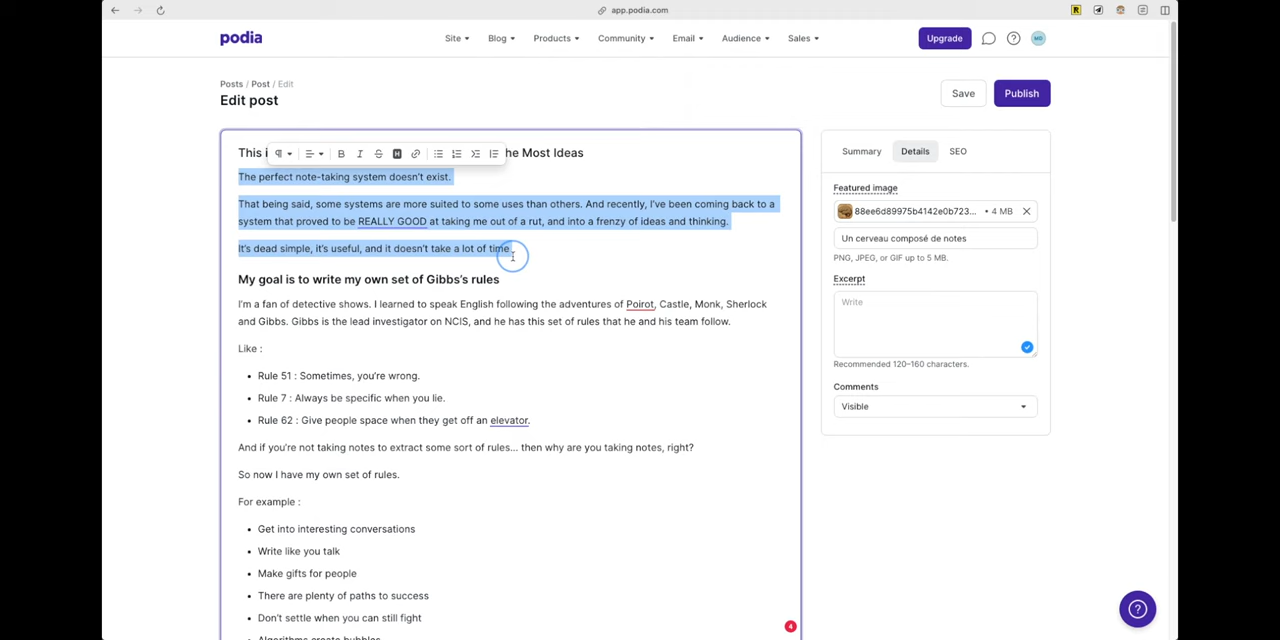 app.podia.com
podia
Site
Blog
Products
Community
Email
Audience
Sales
Upgrade
MD
Posts / Post / Edit
Edit post
Save
Publish
This i he Most Ideas
B I S H
The perfect note-taking system doesn't exist.
That being said, some systems are more suited to some uses than others. And recently, I've been coming back to a
system that proved to be REALLY GOOD at taking me out of a rut, and into a frenzy of ideas and thinking.
It's dead simple, it's useful, and it doesn't take a lot of time.
My goal is to write my own set of Gibbs's rules
I'm a fan of detective shows. I learned to speak English following the adventures of Poirot, Castle, Monk, Sherlock
and Gibbs. Gibbs is the lead investigator on NCIS, and he has this set of rules that he and his team follow.
Like :
• Rule 51 : Sometimes, you're wrong.
• Rule 7 : Always be specific when you lie.
• Rule 62 : Give people space when they get off an elevator.
And if you're not taking notes to extract some sort of rules... then why are you taking notes, right?
So now I have my own set of rules.
For example :
• Get into interesting conversations
• Write like you talk
• Make gifts for people
• There are plenty of paths to success
• Don't settle when you can still fight
• Algorithms create bubbles
4
Summary
Details
SEO
Featured image
88ee6d89975b4142e0b723... • 4 MB
Un cerveau composé de notes
PNG, JPEG, or GIF up to 5 MB.
Excerpt
Write
Recommended 120–160 characters.
Comments
Visible